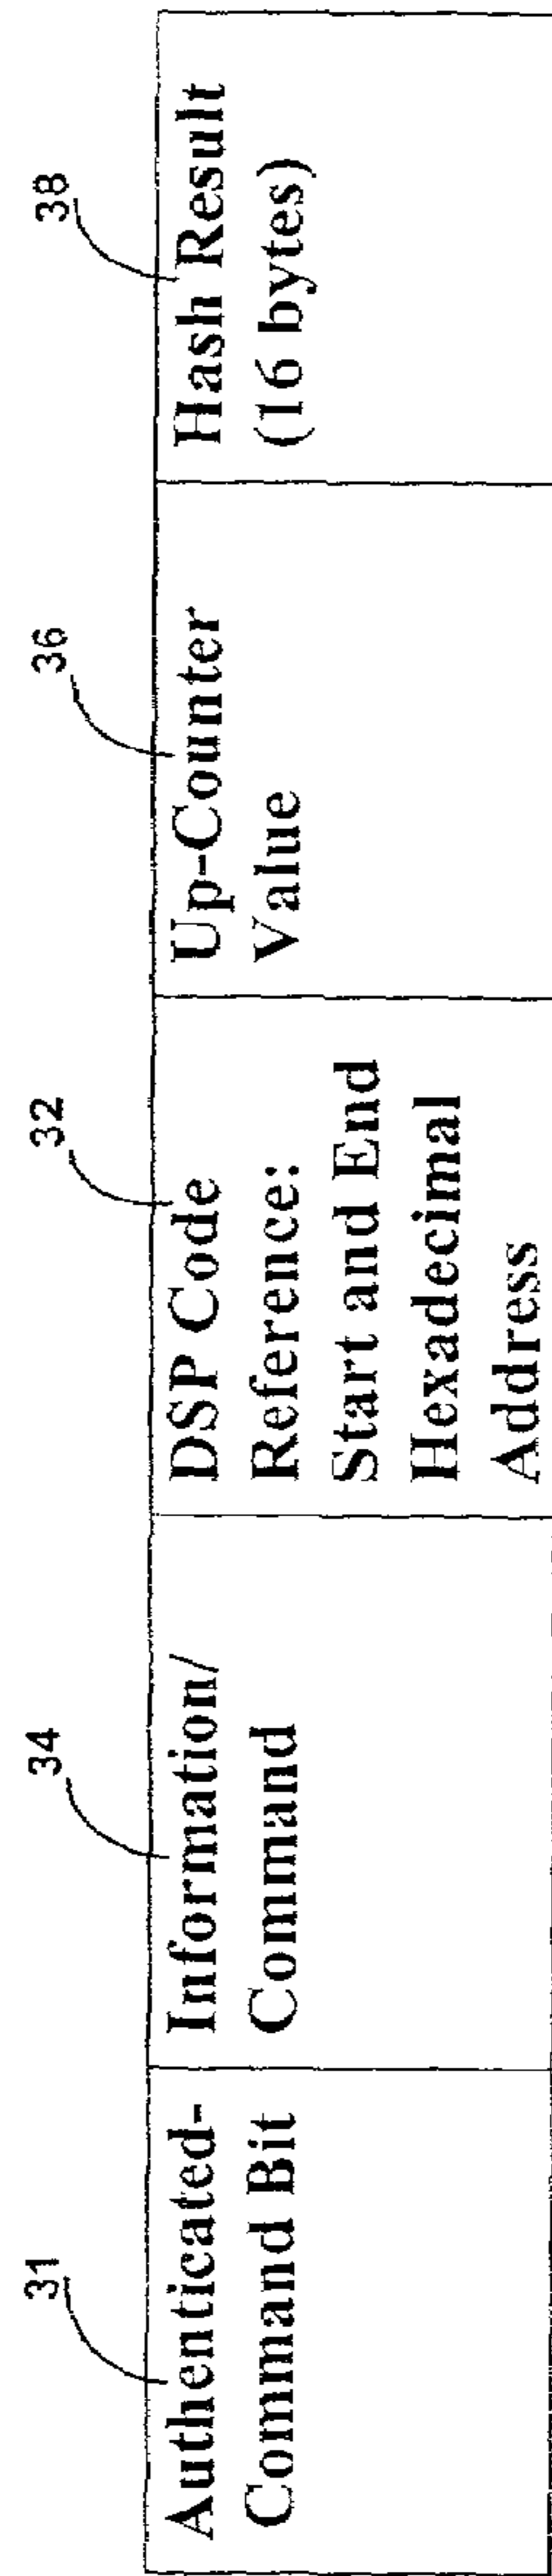 31
Authenticated-
Command Bit
34
Information/
Command
32
DSP Code
Reference:
Start and End
Hexadecimal
Address
36
Up-Counter
Value
38
Hash Result
(16 bytes)